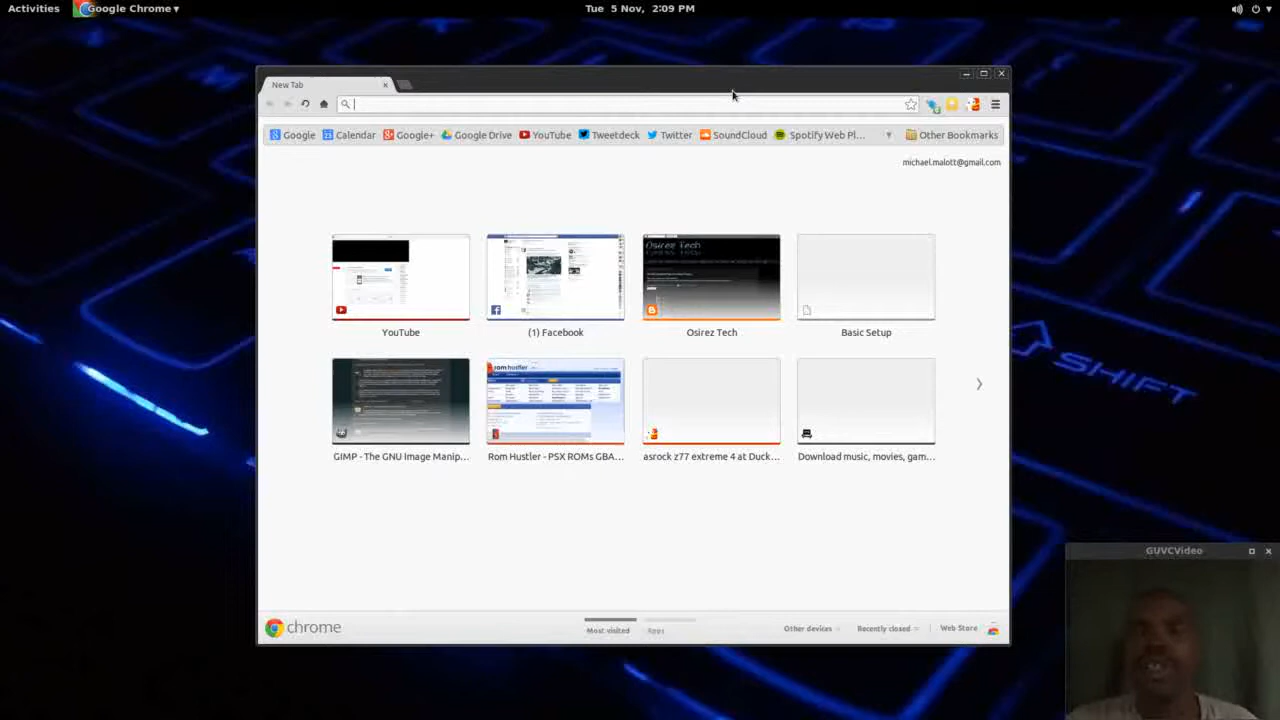 Activities Google Chrome ▾ Tue 5 Nov, 2:09 PM
New Tab
Google Calendar Google+ Google Drive YouTube Tweetdeck Twitter SoundCloud Spotify Web Pl... Other Bookmarks
michael.malott@gmail.com
Osirez Tech
YouTube (1) Facebook Osirez Tech Basic Setup
SHIFT
rom hustler
GIMP - The GNU Image Manip... Rom Hustler - PSX ROMs GBA... asrock z77 extreme 4 at Duck... Download music, movies, gam...
GUVCVideo
chrome Most visited Apps Other devices Recently closed Web Store